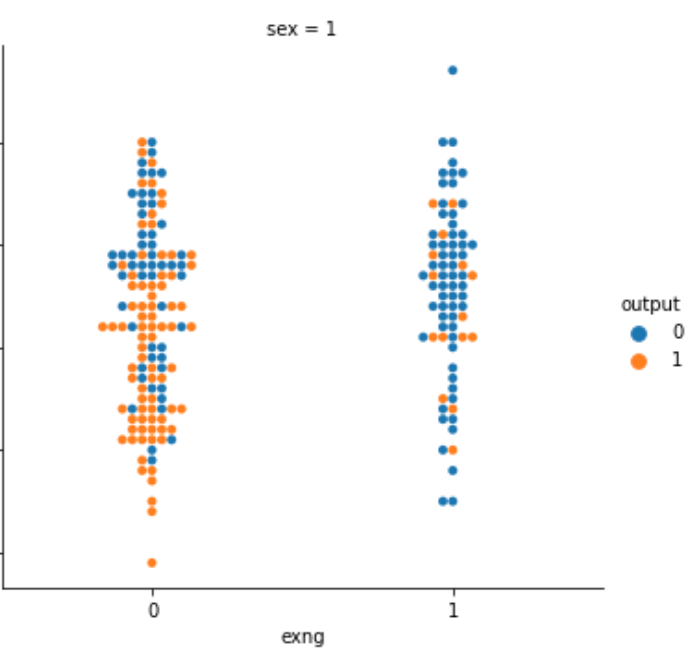 sex = 1
output
0
1
0 1
exng